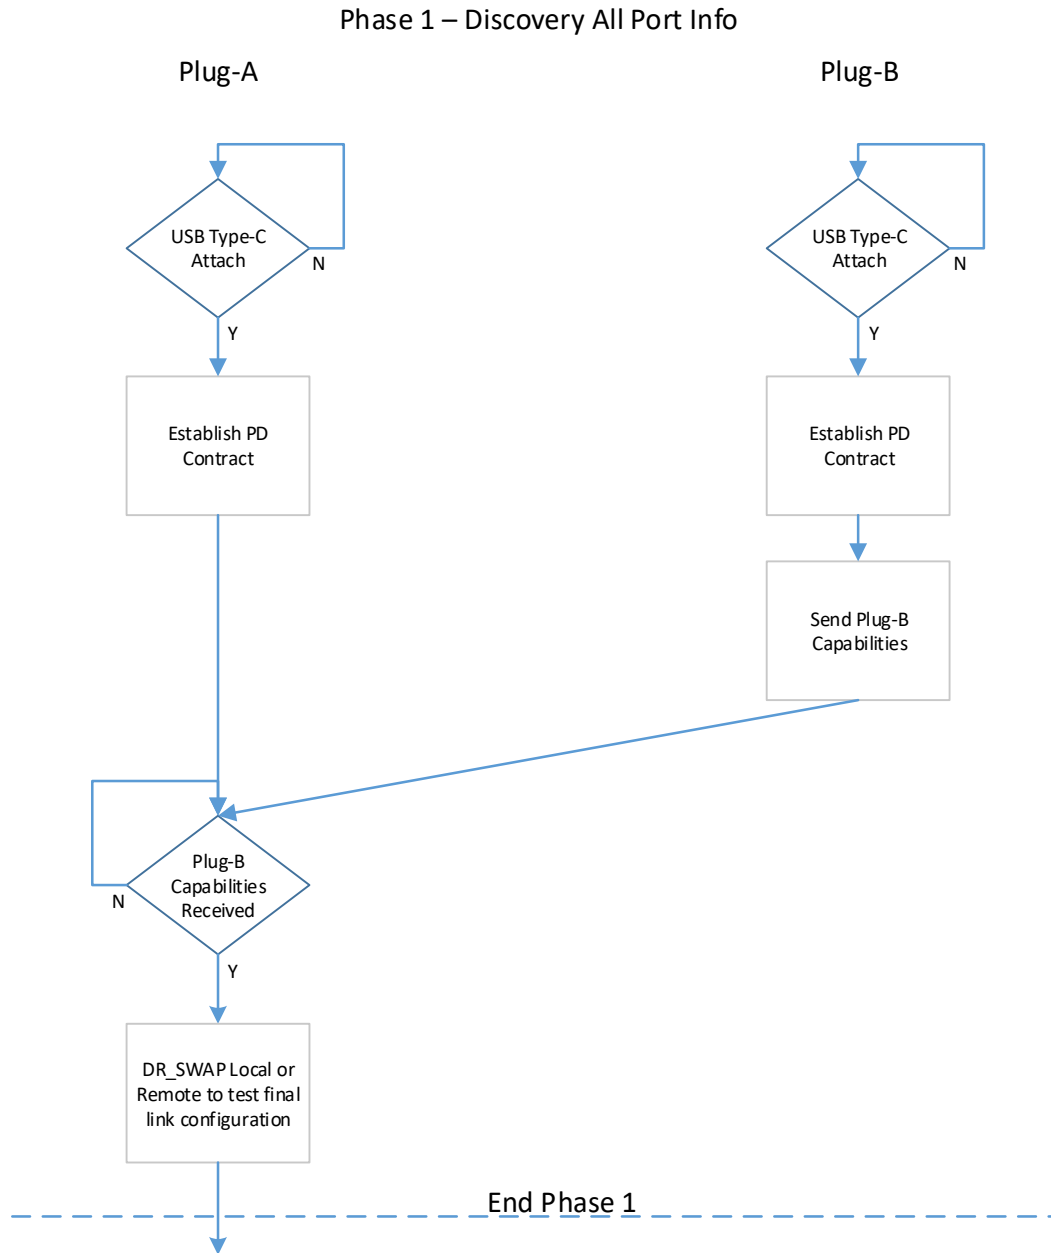 Phase 1 – Discovery All Port Info
Plug-A
Plug-B
USB Type-C
Attach
N
Y
USB Type-C
Attach
N
Y
Establish PD
Contract
Establish PD
Contract
Send Plug-B
Capabilities
Plug-B
Capabilities
Received
N
Y
DR_SWAP Local or
Remote to test final
link configuration
End Phase 1